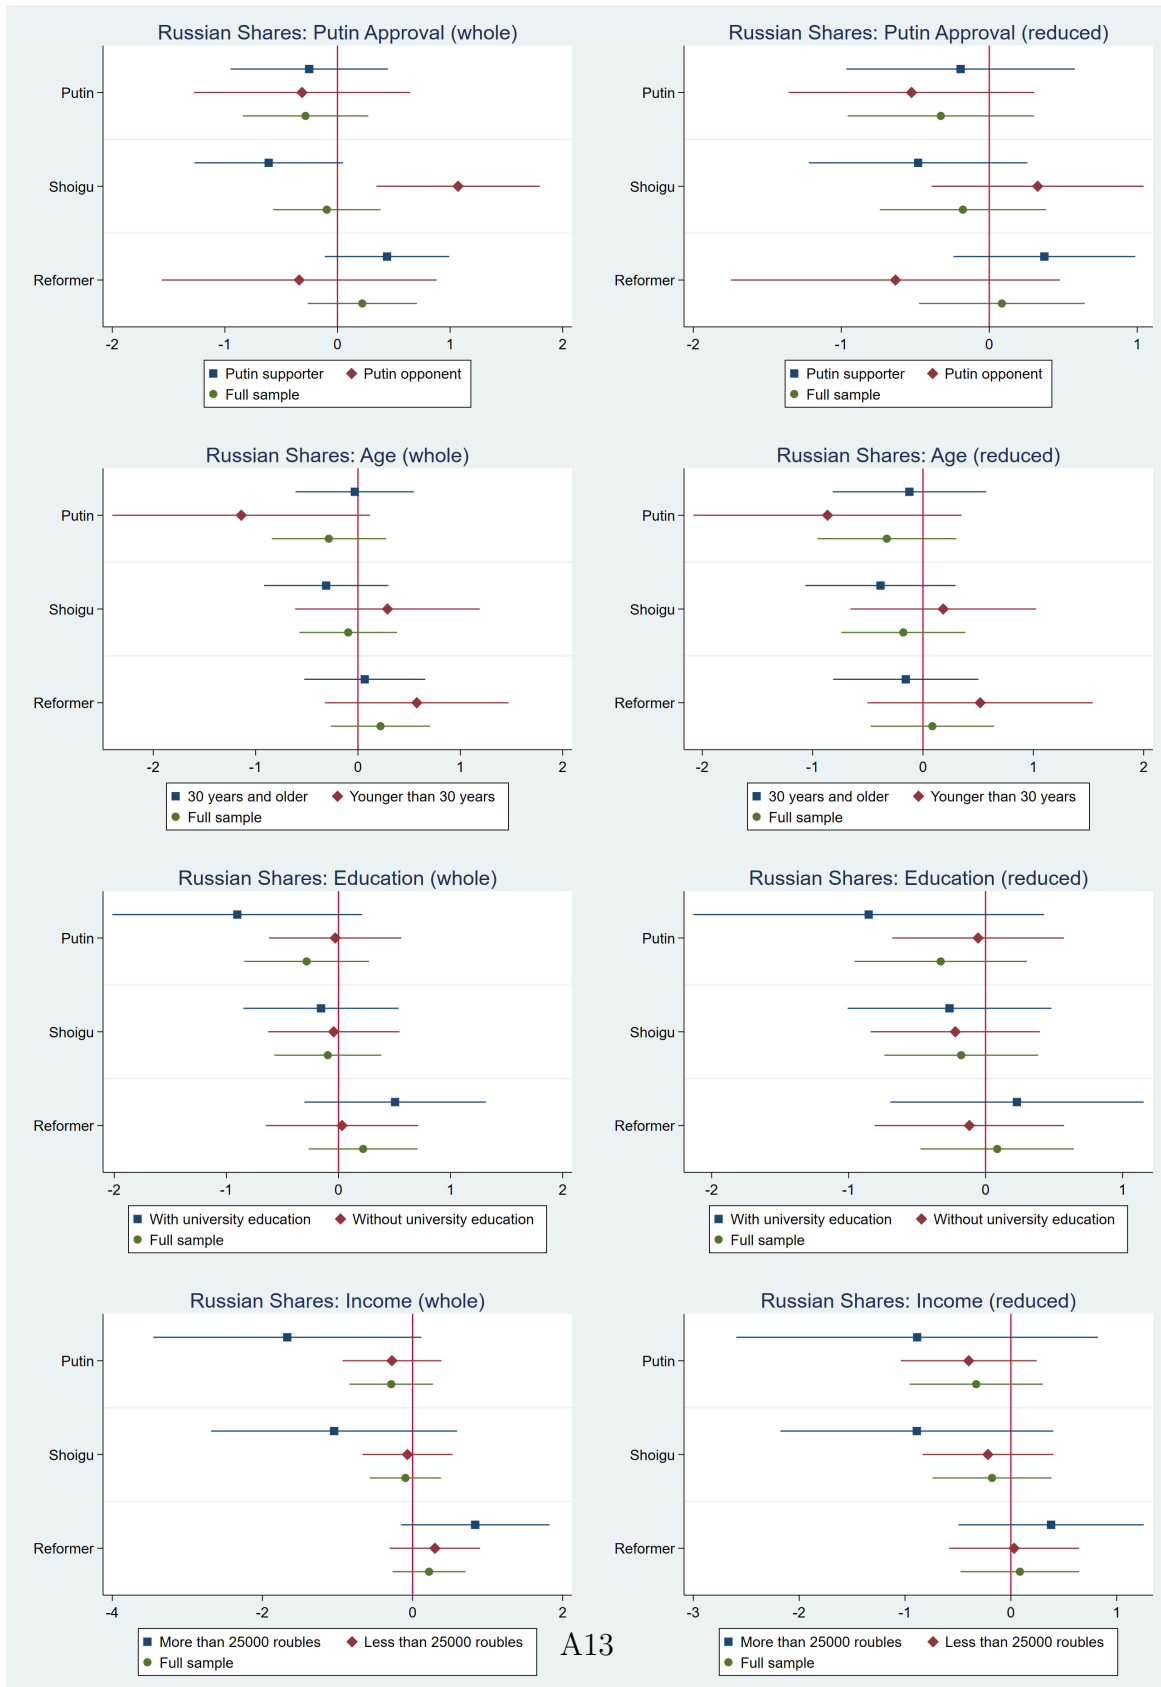 Russian Shares: Putin Approval (whole)
Putin
Shoigu
Reformer
-2 -1 0 1 2
Putin supporter Putin opponent
Full sample
Russian Shares: Putin Approval (reduced)
Putin
Shoigu
Reformer
-2 -1 0 1
Putin supporter Putin opponent
Full sample
Russian Shares: Age (whole)
Putin
Shoigu
Reformer
-2 -1 0 1 2
30 years and older Younger than 30 years
Full sample
Russian Shares: Age (reduced)
Putin
Shoigu
Reformer
-2 -1 0 1 2
30 years and older Younger than 30 years
Full sample
Russian Shares: Education (whole)
Putin
Shoigu
Reformer
-2 -1 0 1 2
With university education Without university education
Full sample
Russian Shares: Education (reduced)
Putin
Shoigu
Reformer
-2 -1 0 1
With university education Without university education
Full sample
Russian Shares: Income (whole)
Putin
Shoigu
Reformer
-4 -2 0 2
More than 25000 roubles Less than 25000 roubles
Full sample
Russian Shares: Income (reduced)
Putin
Shoigu
Reformer
-3 -2 -1 0 1
More than 25000 roubles Less than 25000 roubles
Full sample
A13